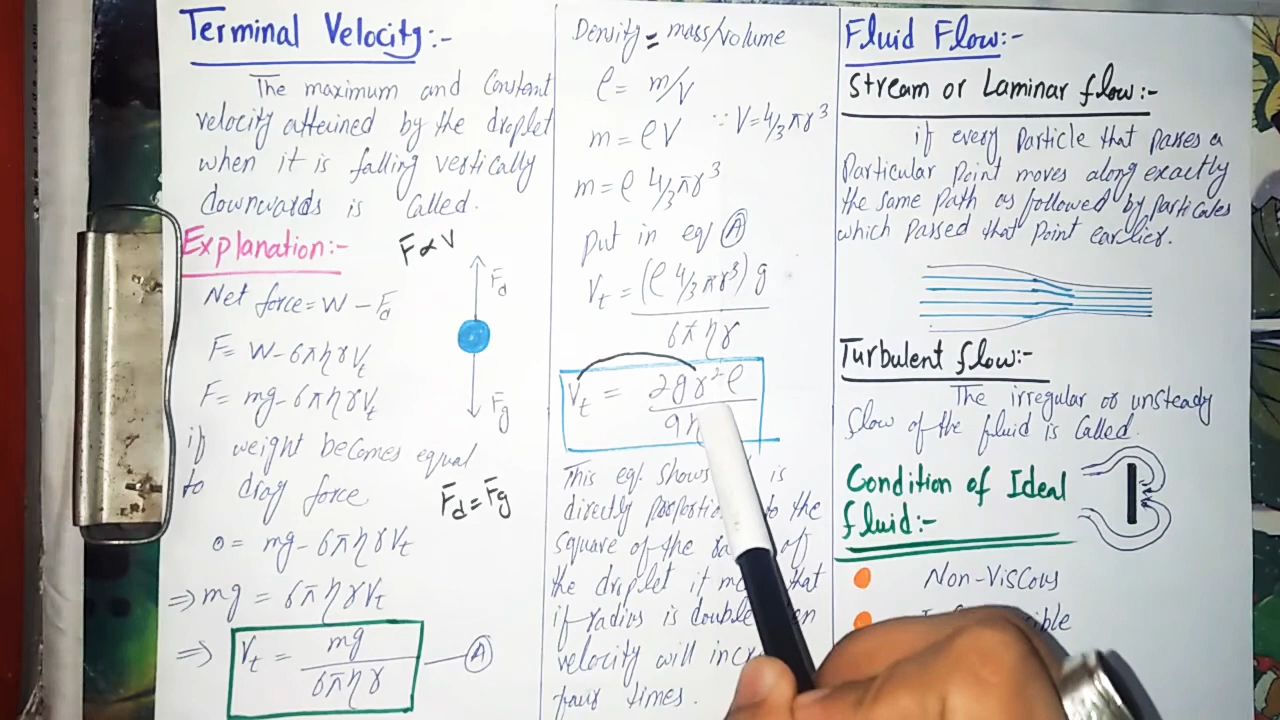 Terminal Velocity:-
The maximum and Constant
velocity attained by the droplet
when it is falling vertically
downwards is Called.
Explanation:-
F ∝ V
Net force = W - Fd
F = W - 6πηrVt
F = mg - 6πηrVt
if weight becomes equal
to drag force
0 = mg - 6πηrVt
⇒ mg = 6πηrVt
⇒ Vt = mg / 6πηr — A
Fd
Fg
Fd = Fg
Density = mass/volume
ρ = m/V
m = ρV ∵ V = 4/3 πr³
m = ρ 4/3 πr³
put in eq A
Vt = (ρ 4/3 πr³) g / 6πηr
Vt = 2gr²ρ / 9η
This eq. shows is
directly to the
square of the of
the droplet it that
if radius is
velocity will
four times.
Fluid Flow:-
Stream or Laminar flow:-
if every Particle that passes a
Particular Point moves along exactly
the same Path as followed by particales
which passed that point earlier.
Turbulent flow:-
The irregular or unsteady
flow of the fluid is Called.
Condition of Ideal
fluid:-
Non-Viscous